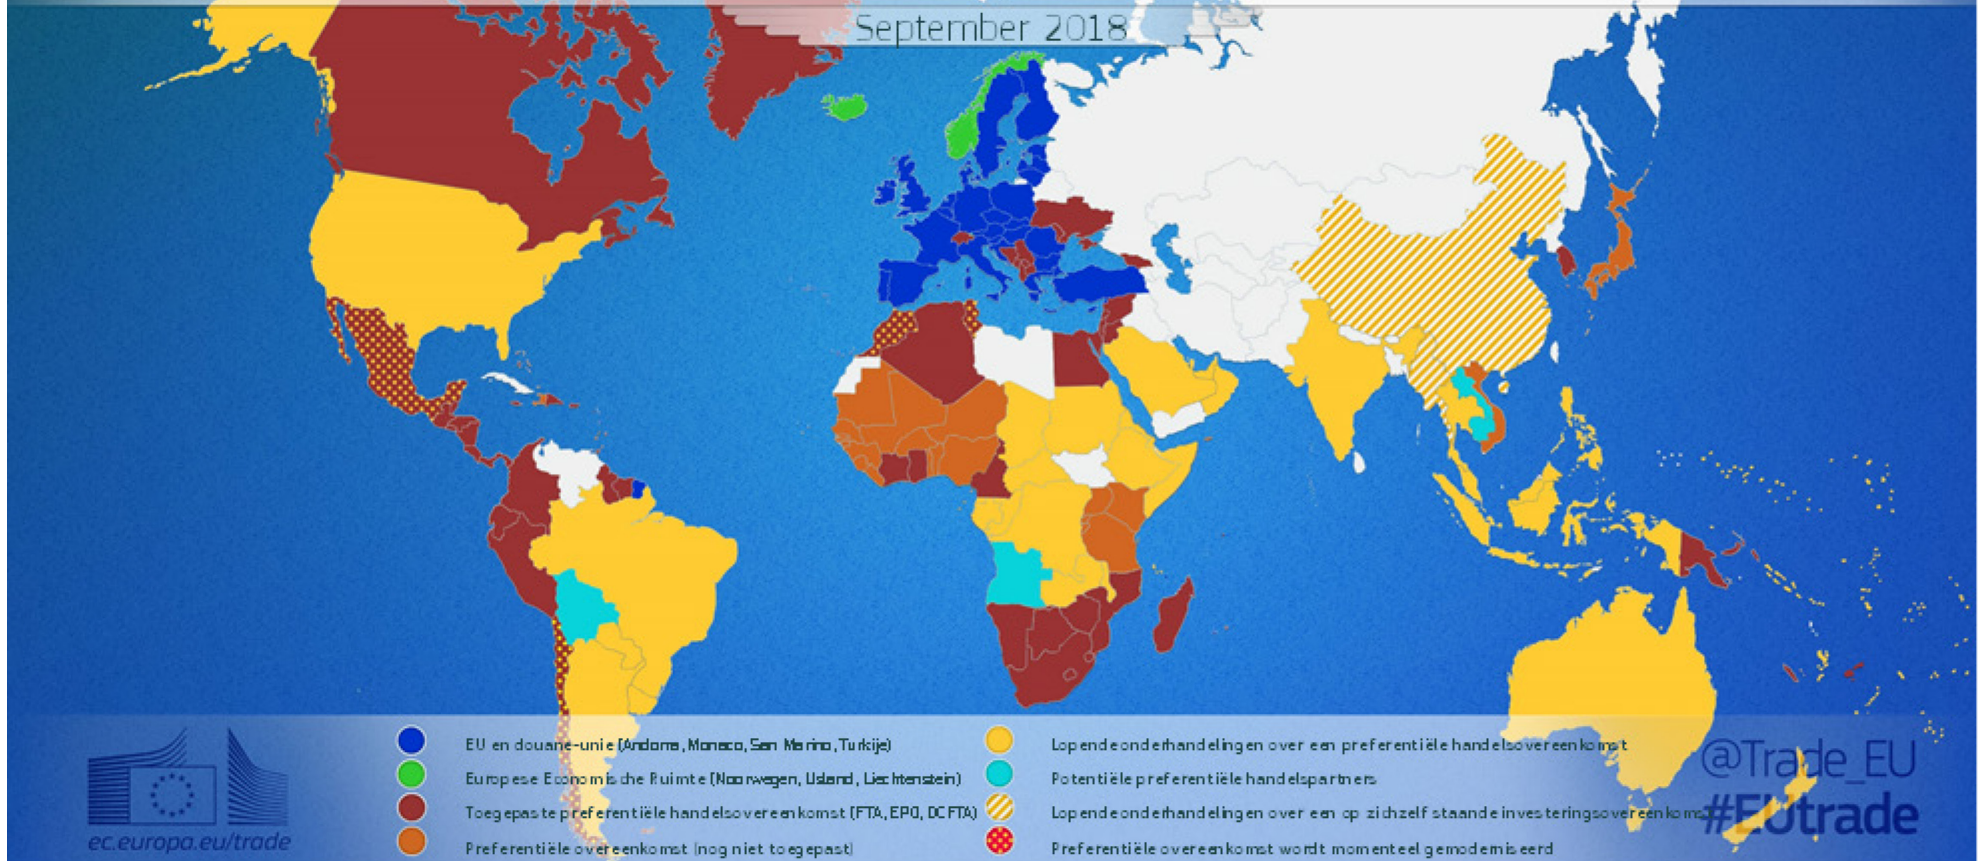 September 2018
EU en douane-unie (Andorra, Monaco, San Marino, Turkije)
Europese Economische Ruimte (Noorwegen, IJsland, Liechtenstein)
Toegepaste preferentiële handelsovereenkomst (FTA, EPO, DCFTA)
Preferentiële overeenkomst (nog niet toegepast)
Lopende onderhandelingen over een preferentiële handelsovereenkomst
Potentiële preferentiële handelspartners
Lopende onderhandelingen over een op zichzelf staande investeringsovereenkomst
Preferentiële overeenkomst wordt momenteel gemoderniseerd
ec.europa.eu/trade
@Trade_EU
#EUtrade